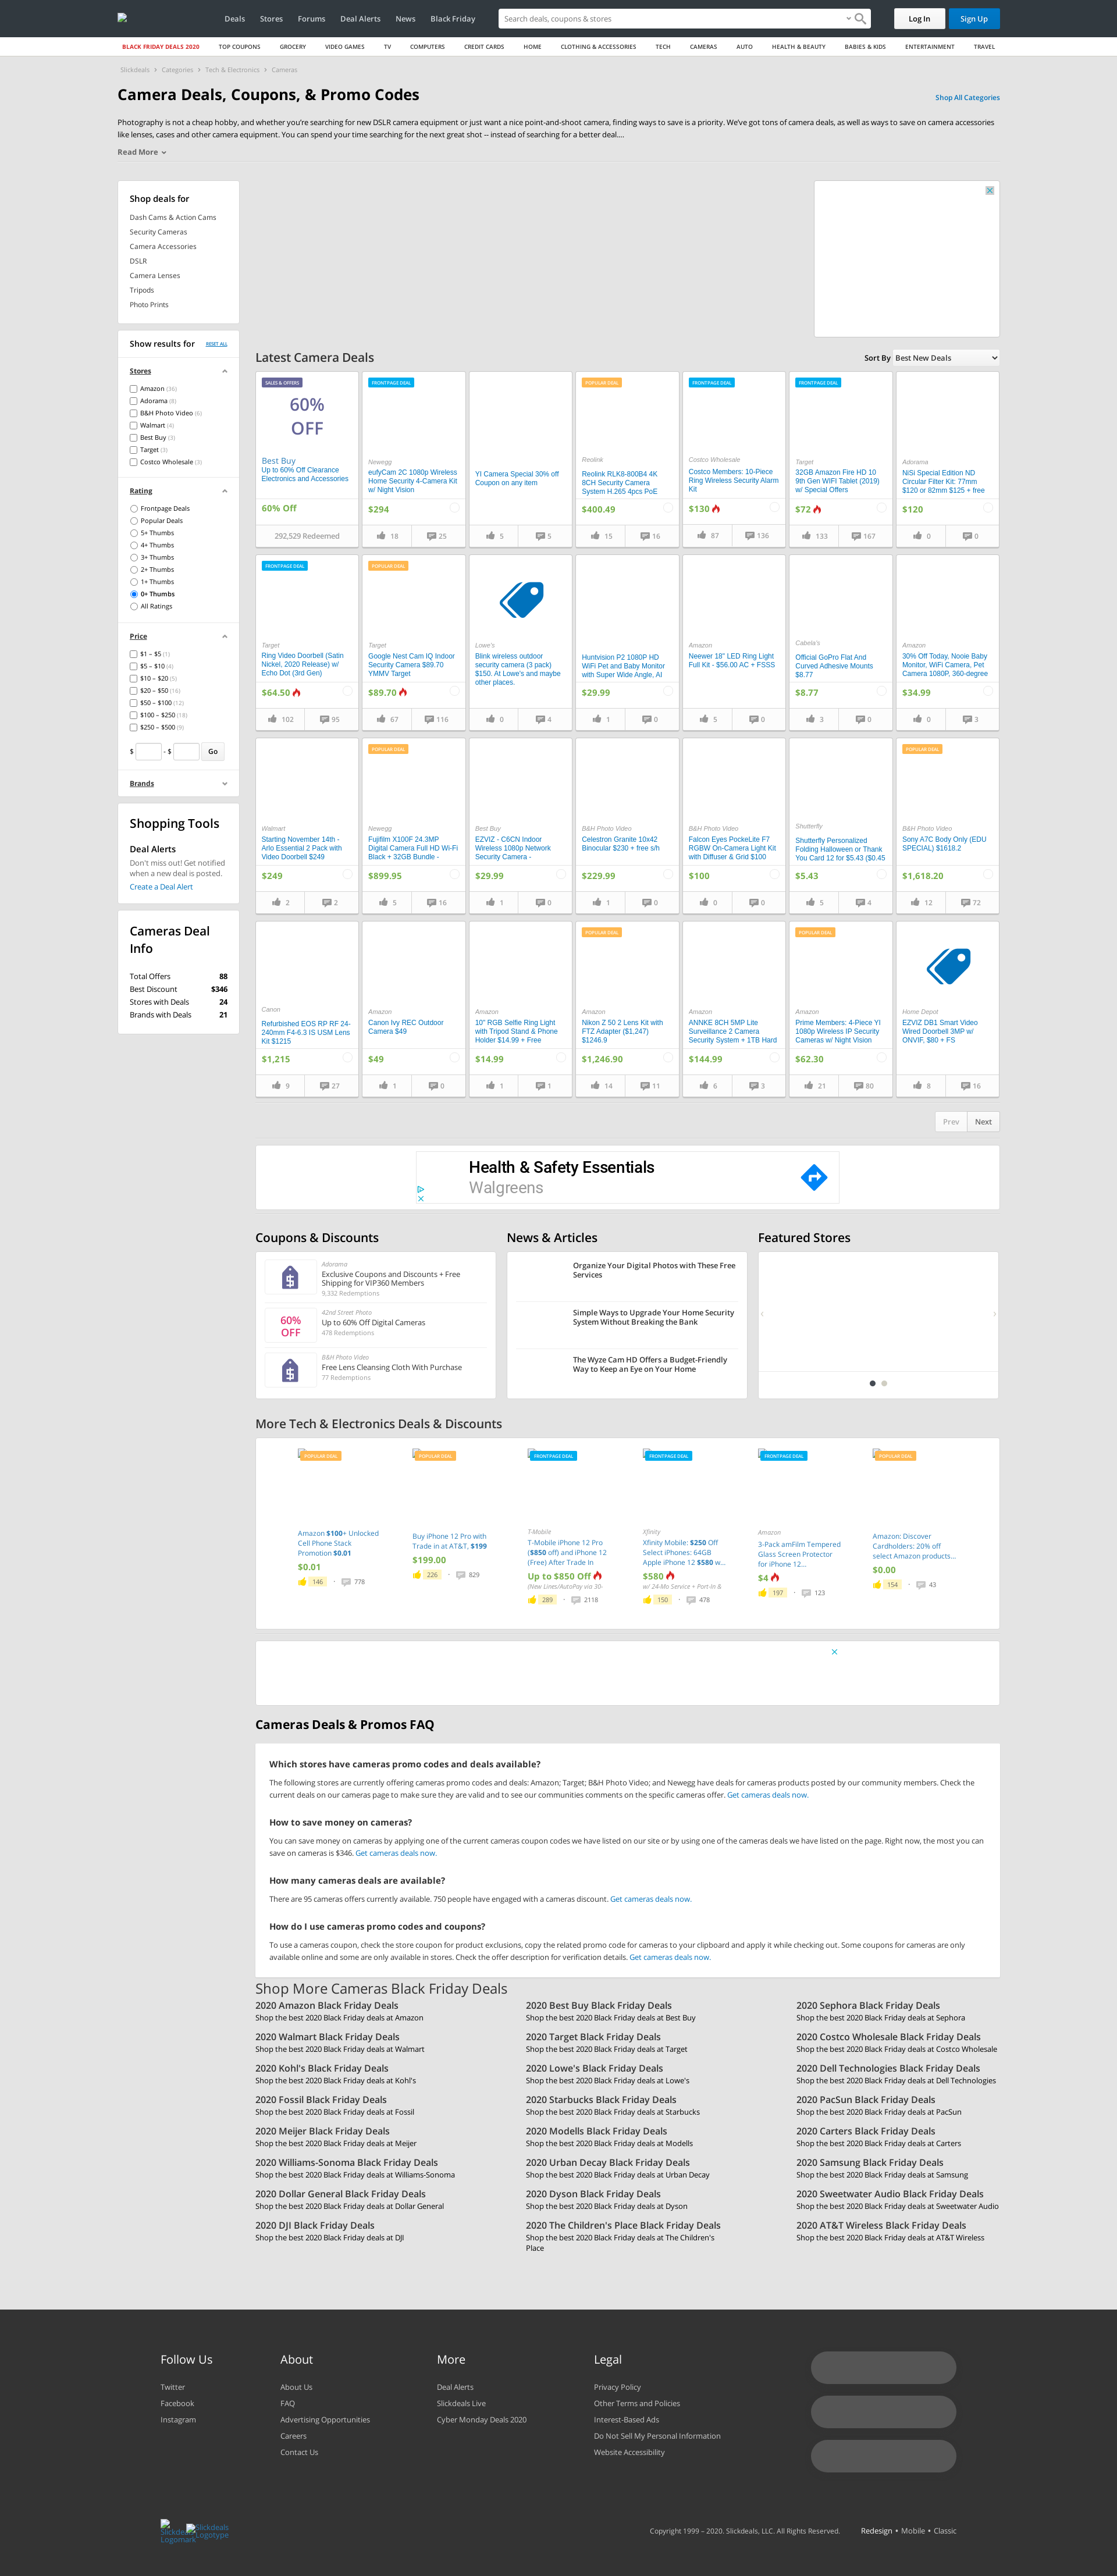 Deals Stores Forums Deal Alerts News Black Friday Search deals, coupons & stores Log In Sign Up
BLACK FRIDAY DEALS 2020 TOP COUPONS GROCERY VIDEO GAMES TV COMPUTERS CREDIT CARDS HOME CLOTHING & ACCESSORIES TECH CAMERAS AUTO HEALTH & BEAUTY BABIES & KIDS ENTERTAINMENT TRAVEL
Slickdeals › Categories › Tech & Electronics › Cameras
Camera Deals, Coupons, & Promo Codes
Shop All Categories
Photography is not a cheap hobby, and whether you're searching for new DSLR camera equipment or just want a nice point-and-shoot camera, finding ways to save is a priority. We've got tons of camera deals, as well as ways to save on camera accessories
like lenses, cases and other camera equipment. You can spend your time searching for the next great shot -- instead of searching for a better deal....
Read More
Shop deals for
Dash Cams & Action Cams
Security Cameras
Camera Accessories
DSLR
Camera Lenses
Tripods
Photo Prints
Show results for RESET ALL
Stores
Amazon (36)
Adorama (8)
B&H Photo Video (6)
Walmart (4)
Best Buy (3)
Target (3)
Costco Wholesale (3)
Rating
Frontpage Deals
Popular Deals
5+ Thumbs
4+ Thumbs
3+ Thumbs
2+ Thumbs
1+ Thumbs
0+ Thumbs
All Ratings
Price
$1 – $5 (1)
$5 – $10 (4)
$10 – $20 (5)
$20 – $50 (16)
$50 – $100 (12)
$100 – $250 (18)
$250 – $500 (9)
$ - $ Go
Brands
Shopping Tools
Deal Alerts
Don't miss out! Get notified
when a new deal is posted.
Create a Deal Alert
Cameras Deal
Info
Total Offers 88
Best Discount $346
Stores with Deals 24
Brands with Deals 21
Latest Camera Deals
Sort By Best New Deals
SALES & OFFERS
60%
OFF
Best Buy
Up to 60% Off Clearance
Electronics and Accessories
60% Off
292,529 Redeemed
FRONTPAGE DEAL
Newegg
eufyCam 2C 1080p Wireless
Home Security 4-Camera Kit
w/ Night Vision
$294
18 25
YI Camera Special 30% off
Coupon on any item
5 5
POPULAR DEAL
Reolink
Reolink RLK8-800B4 4K
8CH Security Camera
System H.265 4pcs PoE
$400.49
15 16
FRONTPAGE DEAL
Costco Wholesale
Costco Members: 10-Piece
Ring Wireless Security Alarm
Kit
$130
87 136
FRONTPAGE DEAL
Target
32GB Amazon Fire HD 10
9th Gen WIFI Tablet (2019)
w/ Special Offers
$72
133 167
Adorama
NiSi Special Edition ND
Circular Filter Kit: 77mm
$120 or 82mm $125 + free
$120
0 0
FRONTPAGE DEAL
Target
Ring Video Doorbell (Satin
Nickel, 2020 Release) w/
Echo Dot (3rd Gen)
$64.50
102 95
POPULAR DEAL
Target
Google Nest Cam IQ Indoor
Security Camera $89.70
YMMV Target
$89.70
67 116
Lowe's
Blink wireless outdoor
security camera (3 pack)
$150. At Lowe's and maybe
other places.
0 4
Huntvision P2 1080P HD
WiFi Pet and Baby Monitor
with Super Wide Angle, AI
$29.99
1 0
Amazon
Neewer 18" LED Ring Light
Full Kit - $56.00 AC + FSSS
5 0
Cabela's
Official GoPro Flat And
Curved Adhesive Mounts
$8.77
$8.77
3 0
Amazon
30% Off Today, Nooie Baby
Monitor, WiFi Camera, Pet
Camera 1080P, 360-degree
$34.99
0 3
Walmart
Starting November 14th -
Arlo Essential 2 Pack with
Video Doorbell $249
$249
2 2
POPULAR DEAL
Newegg
Fujifilm X100F 24.3MP
Digital Camera Full HD Wi-Fi
Black + 32GB Bundle -
$899.95
5 16
Best Buy
EZVIZ - C6CN Indoor
Wireless 1080p Network
Security Camera -
$29.99
1 0
B&H Photo Video
Celestron Granite 10x42
Binocular $230 + free s/h
$229.99
1 0
B&H Photo Video
Falcon Eyes PockeLite F7
RGBW On-Camera Light Kit
with Diffuser & Grid $100
$100
0 0
Shutterfly
Shutterfly Personalized
Folding Halloween or Thank
You Card 12 for $5.43 ($0.45
$5.43
5 4
POPULAR DEAL
B&H Photo Video
Sony A7C Body Only (EDU
SPECIAL) $1618.2
$1,618.20
12 72
Canon
Refurbished EOS RP RF 24-
240mm F4-6.3 IS USM Lens
Kit $1215
$1,215
9 27
Amazon
Canon Ivy REC Outdoor
Camera $49
$49
1 0
Amazon
10" RGB Selfie Ring Light
with Tripod Stand & Phone
Holder $14.99 + Free
$14.99
1 1
POPULAR DEAL
Amazon
Nikon Z 50 2 Lens Kit with
FTZ Adapter ($1,247)
$1246.9
$1,246.90
14 11
Amazon
ANNKE 8CH 5MP Lite
Surveillance 2 Camera
Security System + 1TB Hard
$144.99
6 3
POPULAR DEAL
Amazon
Prime Members: 4-Piece YI
1080p Wireless IP Security
Cameras w/ Night Vision
$62.30
21 80
Home Depot
EZVIZ DB1 Smart Video
Wired Doorbell 3MP w/
ONVIF, $80 + FS
8 16
Prev Next
Health & Safety Essentials
Walgreens
Coupons & Discounts
Adorama
Exclusive Coupons and Discounts + Free
Shipping for VIP360 Members
9,332 Redemptions
60%
OFF
42nd Street Photo
Up to 60% Off Digital Cameras
478 Redemptions
B&H Photo Video
Free Lens Cleansing Cloth With Purchase
77 Redemptions
News & Articles
Organize Your Digital Photos with These Free
Services
Simple Ways to Upgrade Your Home Security
System Without Breaking the Bank
The Wyze Cam HD Offers a Budget-Friendly
Way to Keep an Eye on Your Home
Featured Stores
More Tech & Electronics Deals & Discounts
POPULAR DEAL
Amazon $100+ Unlocked
Cell Phone Stack
Promotion $0.01
$0.01
146 · 778
POPULAR DEAL
Buy iPhone 12 Pro with
Trade in at AT&T, $199
$199.00
226 · 829
FRONTPAGE DEAL
T-Mobile
T-Mobile iPhone 12 Pro
($850 off) and iPhone 12
(Free) After Trade In
Up to $850 Off
(New Lines/AutoPay via 30-
289 · 2118
FRONTPAGE DEAL
Xfinity
Xfinity Mobile: $250 Off
Select iPhones: 64GB
Apple iPhone 12 $580 w...
$580
w/ 24-Mo Service + Port-In &
150 · 478
FRONTPAGE DEAL
Amazon
3-Pack amFilm Tempered
Glass Screen Protector
for iPhone 12...
$4
197 · 123
POPULAR DEAL
Amazon: Discover
Cardholders: 20% off
select Amazon products...
$0.00
154 · 43
Cameras Deals & Promos FAQ
Which stores have cameras promo codes and deals available?
The following stores are currently offering cameras promo codes and deals: Amazon; Target; B&H Photo Video; and Newegg have deals for cameras products posted by our community members. Check the
current deals on our cameras page to make sure they are valid and to see our communities comments on the specific cameras offer. Get cameras deals now.
How to save money on cameras?
You can save money on cameras by applying one of the current cameras coupon codes we have listed on our site or by using one of the cameras deals we have listed on the page. Right now, the most you can
save on cameras is $346. Get cameras deals now.
How many cameras deals are available?
There are 95 cameras offers currently available. 750 people have engaged with a cameras discount. Get cameras deals now.
How do I use cameras promo codes and coupons?
To use a cameras coupon, check the store coupon for product exclusions, copy the related promo code for cameras to your clipboard and apply it while checking out. Some coupons for cameras are only
available online and some are only available in stores. Check the offer description for verification details. Get cameras deals now.
Shop More Cameras Black Friday Deals
2020 Amazon Black Friday Deals
Shop the best 2020 Black Friday deals at Amazon
2020 Best Buy Black Friday Deals
Shop the best 2020 Black Friday deals at Best Buy
2020 Sephora Black Friday Deals
Shop the best 2020 Black Friday deals at Sephora
2020 Walmart Black Friday Deals
Shop the best 2020 Black Friday deals at Walmart
2020 Target Black Friday Deals
Shop the best 2020 Black Friday deals at Target
2020 Costco Wholesale Black Friday Deals
Shop the best 2020 Black Friday deals at Costco Wholesale
2020 Kohl's Black Friday Deals
Shop the best 2020 Black Friday deals at Kohl's
2020 Lowe's Black Friday Deals
Shop the best 2020 Black Friday deals at Lowe's
2020 Dell Technologies Black Friday Deals
Shop the best 2020 Black Friday deals at Dell Technologies
2020 Fossil Black Friday Deals
Shop the best 2020 Black Friday deals at Fossil
2020 Starbucks Black Friday Deals
Shop the best 2020 Black Friday deals at Starbucks
2020 PacSun Black Friday Deals
Shop the best 2020 Black Friday deals at PacSun
2020 Meijer Black Friday Deals
Shop the best 2020 Black Friday deals at Meijer
2020 Modells Black Friday Deals
Shop the best 2020 Black Friday deals at Modells
2020 Carters Black Friday Deals
Shop the best 2020 Black Friday deals at Carters
2020 Williams-Sonoma Black Friday Deals
Shop the best 2020 Black Friday deals at Williams-Sonoma
2020 Urban Decay Black Friday Deals
Shop the best 2020 Black Friday deals at Urban Decay
2020 Samsung Black Friday Deals
Shop the best 2020 Black Friday deals at Samsung
2020 Dollar General Black Friday Deals
Shop the best 2020 Black Friday deals at Dollar General
2020 Dyson Black Friday Deals
Shop the best 2020 Black Friday deals at Dyson
2020 Sweetwater Audio Black Friday Deals
Shop the best 2020 Black Friday deals at Sweetwater Audio
2020 DJI Black Friday Deals
Shop the best 2020 Black Friday deals at DJI
2020 The Children's Place Black Friday Deals
Shop the best 2020 Black Friday deals at The Children's
Place
2020 AT&T Wireless Black Friday Deals
Shop the best 2020 Black Friday deals at AT&T Wireless
Follow Us
Twitter
Facebook
Instagram
About
About Us
FAQ
Advertising Opportunities
Careers
Contact Us
More
Deal Alerts
Slickdeals Live
Cyber Monday Deals 2020
Legal
Privacy Policy
Other Terms and Policies
Interest-Based Ads
Do Not Sell My Personal Information
Website Accessibility
Slickdeals
Logomark
Slickdeals
Logotype
Copyright 1999 – 2020. Slickdeals, LLC. All Rights Reserved. Redesign • Mobile • Classic